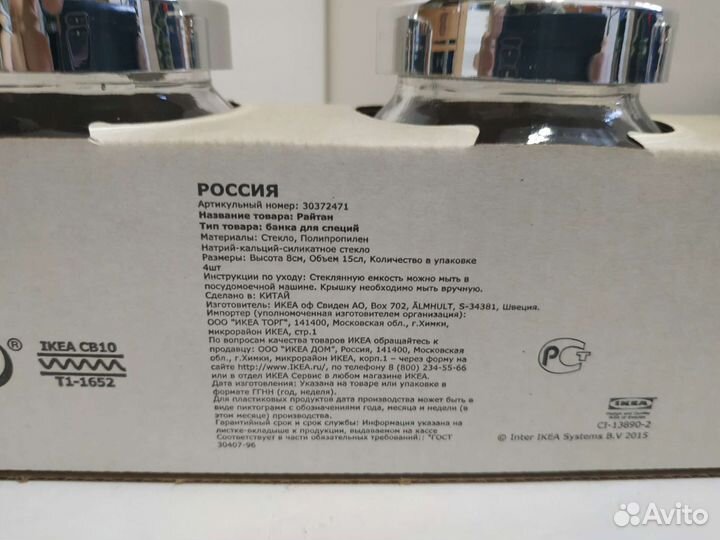 РОССИЯ
Артикульный номер: 30372471
Название товара: Райтан
Тип товара: банка для специй
Материалы: Стекло, Полипропилен
Натрий-кальций-силикатное стекло
Размеры: Высота 8см, Объем 15сл, Количество в упаковке
4шт
Инструкции по уходу: Стеклянную емкость можно мыть в
посудомоечной машине. Крышку необходимо мыть вручную.
Сделано в: КИТАЙ
Изготовитель: ИКЕА оф Свиден АО, Box 702, ÄLMHULT, S-34381, Швеция.
Импортер (уполномоченная изготовителем организация):
ООО "ИКЕА ТОРГ", 141400, Московская обл., г.Химки,
микрорайон ИКЕА, стр.1
По вопросам качества товаров ИКЕА обращайтесь к
продавцу: ООО "ИКЕА ДОМ", Россия, 141400, Московская
обл., г.Химки, микрорайон ИКЕА, корп.1 – через веб
сайте http://www.IKEA.ru/, по телефону 8 (800) 234-55-66
или в отделе ИКЕА Сервис в любом магазине ИКЕА.
Дата изготовления: Указана на товаре или упаковке в
формате ГГНН (год, неделя).
Для пластиковых продуктов дата производства может быть в
виде пиктограмм с обозначениями года, месяца и недели (в
этом месяце) производства.
Гарантийный срок и срок службы: Информация указана на
листке-вкладыше к продукту, выдаваемом на кассе
Соответствует в части обязательных требований.: "ГОСТ
30407-96
®
IKEA CB10
T1-1652
РСТ
IKEA
CI-13890-2
© Inter IKEA Systems B.V 2015
Avito